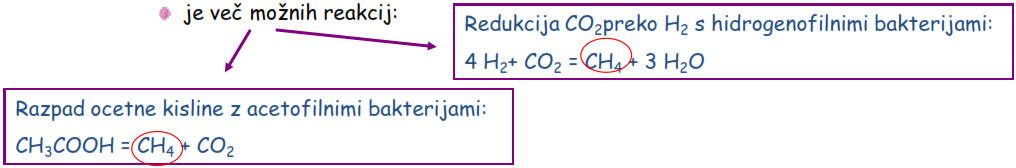 je več možnih reakcij:
Redukcija CO₂preko H₂ s hidrogenofilnimi bakterijami:
4 H₂+ CO₂ = CH₄ + 3 H₂O
Razpad ocetne kisline z acetofilnimi bakterijami:
CH₃COOH = CH₄ + CO₂